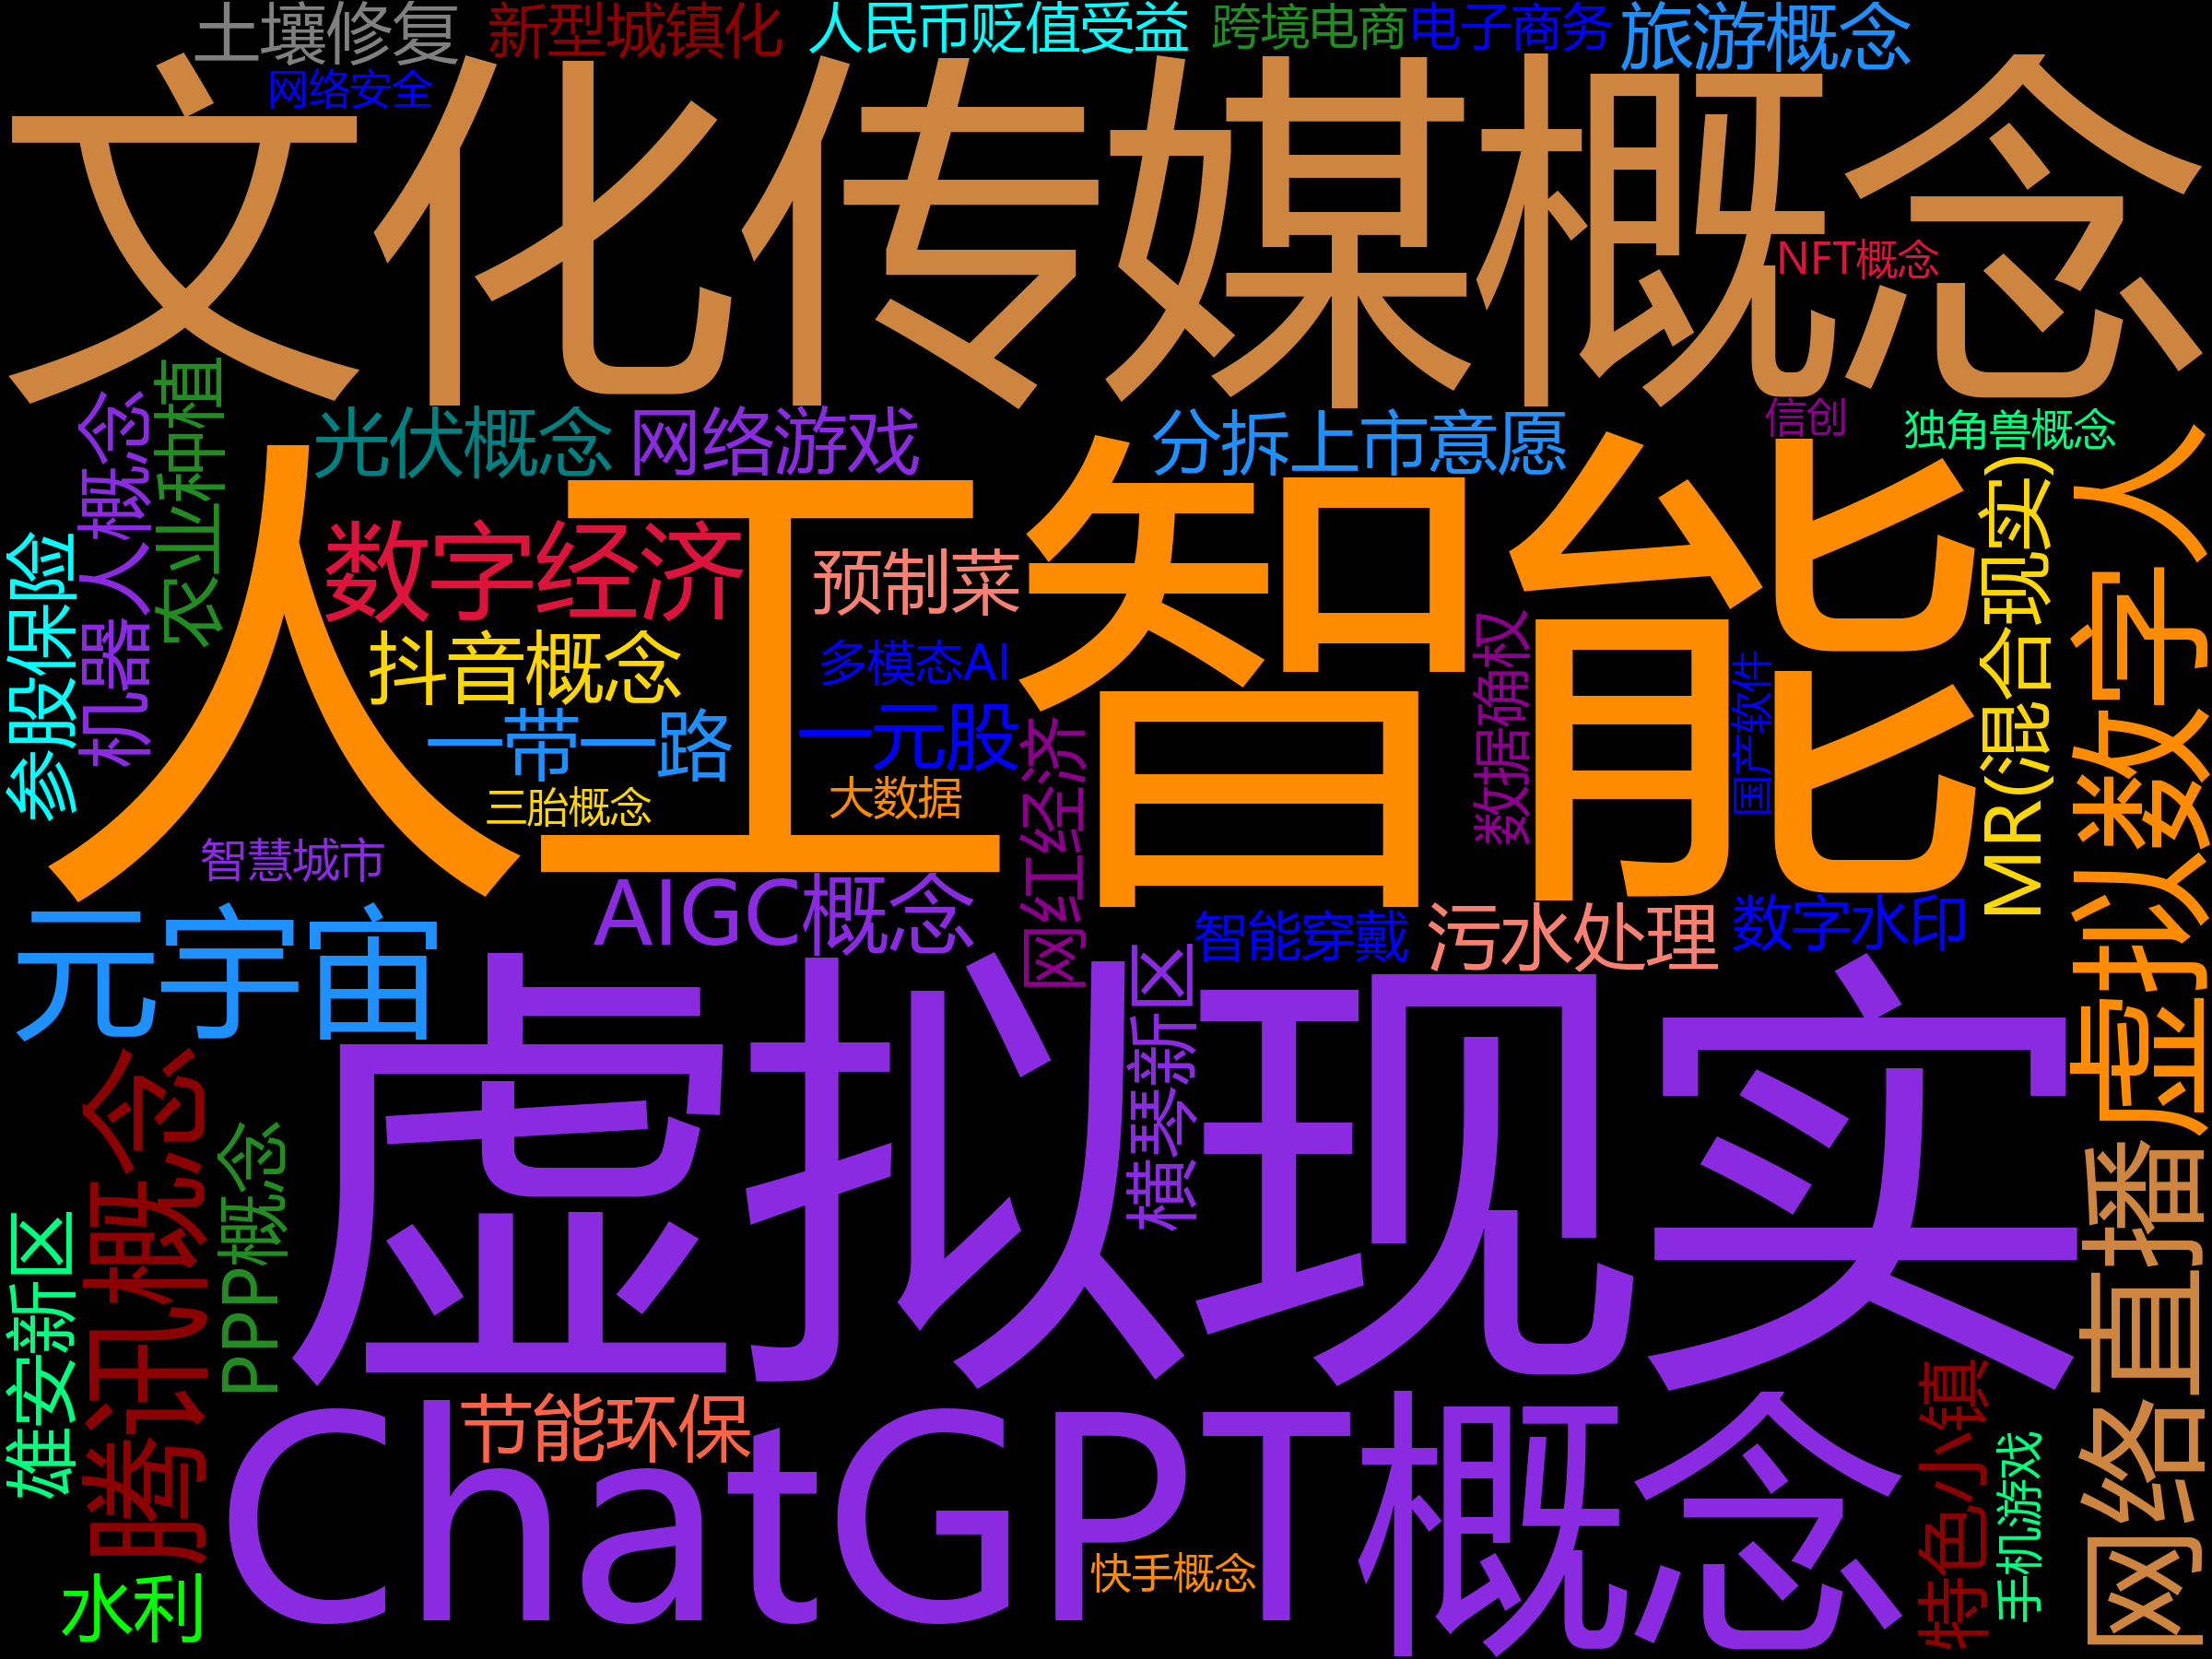 土壤修复
新型城镇化
人民币贬值受益
跨境电商
电子商务
旅游概念
网络安全
文化传媒概念
NFT概念
光伏概念
网络游戏
分拆上市意愿
信创
独角兽概念
农业种植
机器人概念
参股保险
人工智能
数字经济
预制菜
抖音概念
多模态AI
一带一路
一元股
三胎概念
大数据
网红经济
数据确权
国产软件
MR(混合现实)
虚拟数字人
智慧城市
元宇宙
AIGC概念
智能穿戴
污水处理
数字水印
虚拟现实
横琴新区
腾讯概念
PPP概念
雄安新区
网络直播
节能环保
ChatGPT概念
快手概念
特色小镇
手机游戏
水利